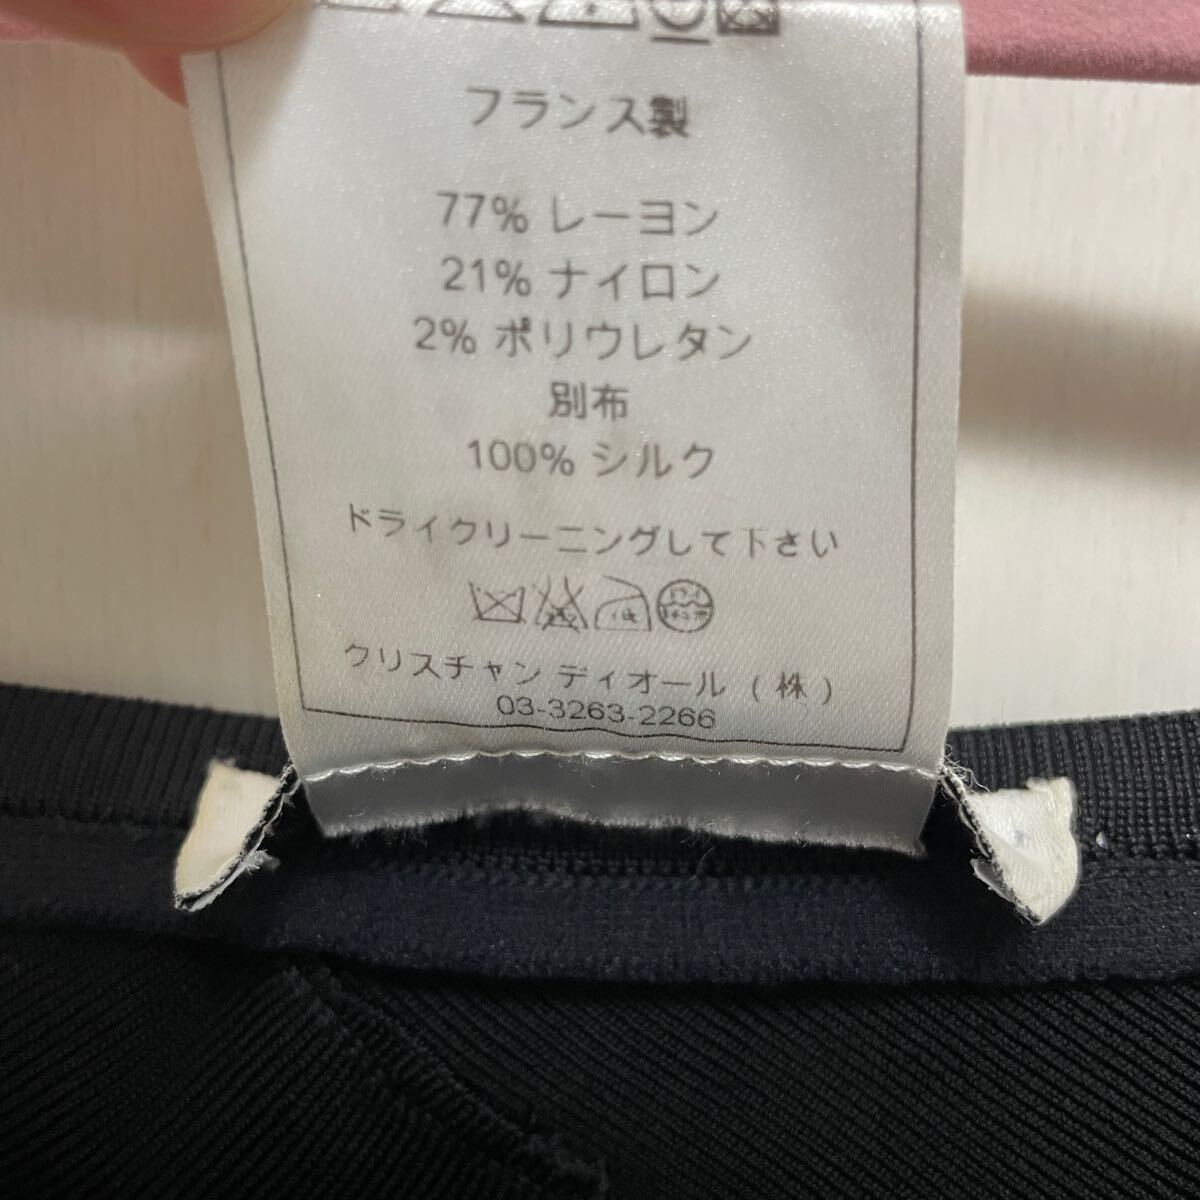 フランス製
77% レーヨン
21% ナイロン
2% ポリウレタン
別布
100% シルク
ドライクリーニングして下さい
クリスチャン ディオール (株)
03-3263-2266